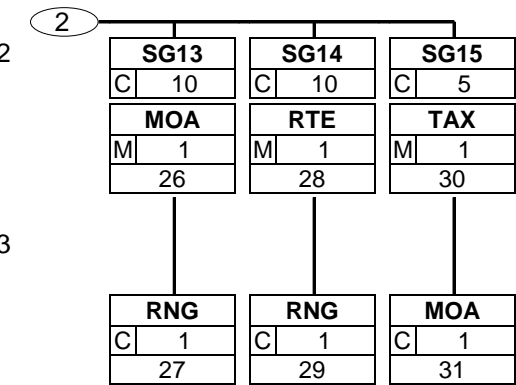 2
2 SG13 SG14 SG15
C 10 C 10 C 5
MOA RTE TAX
M 1 M 1 M 1
26 28 30
3
RNG RNG MOA
C 1 C 1 C 1
27 29 31